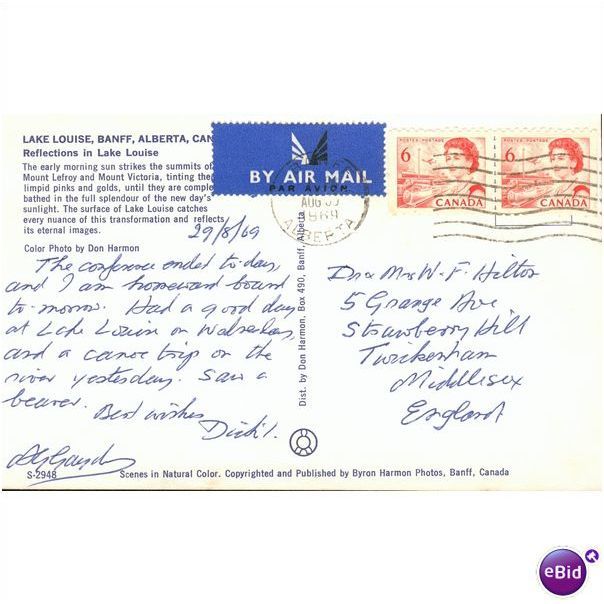 LAKE LOUISE, BANFF, ALBERTA, CAN
Reflections in Lake Louise
The early morning sun strikes the summits of
Mount Lefroy and Mount Victoria, tinting the
limpid pinks and golds, until they are comple
bathed in the full splendour of the new day's
sunlight. The surface of Lake Louise catches
every nuance of this transformation and reflects
its eternal images.
Color Photo by Don Harmon
29/8/69
The conference ended to-day,
and I am homeward bound
to-morrow. Had a good day
at Lake Louise on Wednesday,
and a canoe trip on the
river yesterday. Saw a
beaver.
Best wishes
S-2948
BY AIR MAIL
PAR AVION
AUG
1969
ALBERTA
POSTES POSTAGE
6
CANADA
POSTES POSTAGE
6
CANADA
Dist. by Don Harmon, Box 490, Banff, Alberta
Dr & Mrs W. F. Hilton
5 Grange Ave
Strawberry Hill
Twickenham
Middlesex
England
Scenes in Natural Color. Copyrighted and Published by Byron Harmon Photos, Banff, Canada
eBid